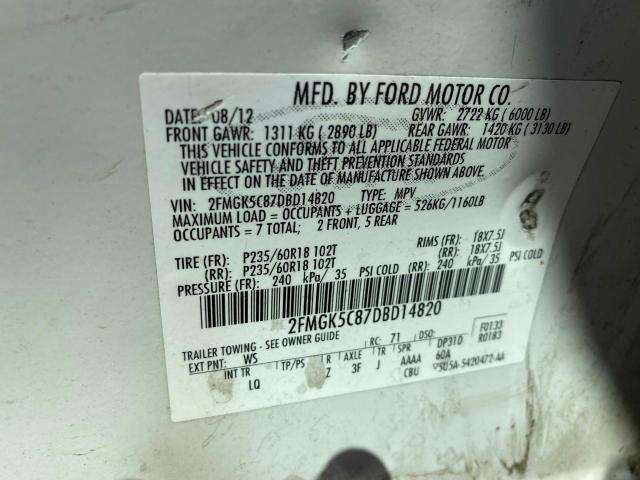 MFD. BY FORD MOTOR CO.
DATE: 08/12 GVWR: 2722 KG ( 6000 LB)
FRONT GAWR: 1311 KG ( 2890 LB) REAR GAWR: 1420 KG ( 3130 LB)
THIS VEHICLE CONFORMS TO ALL APPLICABLE FEDERAL MOTOR
VEHICLE SAFETY AND THEFT PREVENTION STANDARDS
IN EFFECT ON THE DATE OF MANUFACTURE SHOWN ABOVE.
VIN: 2FMGK5C87DBD14820 TYPE: MPV
MAXIMUM LOAD = OCCUPANTS + LUGGAGE = 526KG/1160LB
OCCUPANTS = 7 TOTAL; 2 FRONT, 5 REAR
TIRE (FR): P235/60R18 102T RIMS (FR): 18X7.5J
(RR): P235/60R18 102T (RR): 18X7.5J
PRESSURE (FR): 240 kPa/ 35 PSI COLD (RR): 240 kPa/ 35 PSI COLD
2FMGK5C87DBD14820
TRAILER TOWING - SEE OWNER GUIDE RC: 71 DSO: F0133
EXT PNT: WS DP31D R0183
INT TR TP/PS R AXLE TR SPR 60A
LQ Z 3F J AAAA
CBU 5U5A-5420472-AA